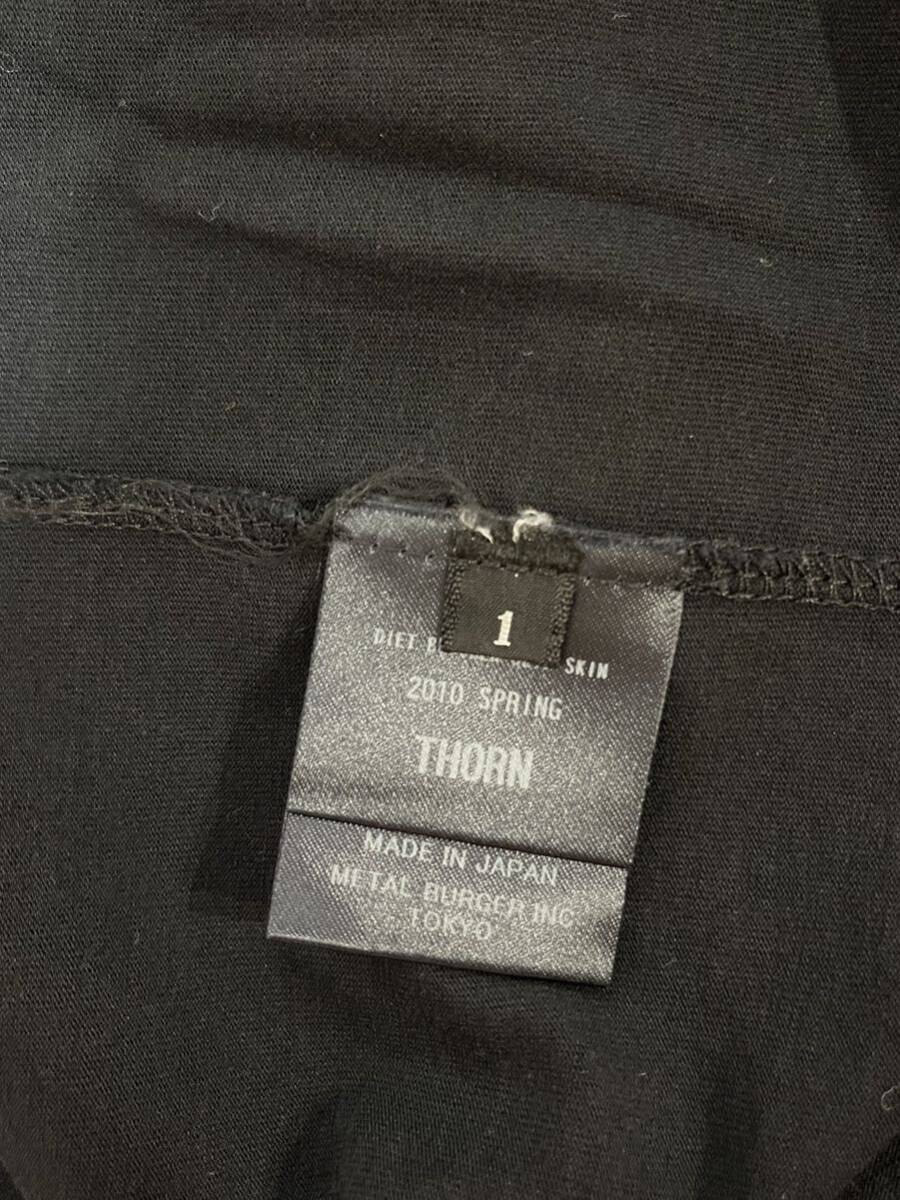 1
DIET SKIN
2010 SPRING
THORN
MADE IN JAPAN
METAL BURGER INC
TOKYO